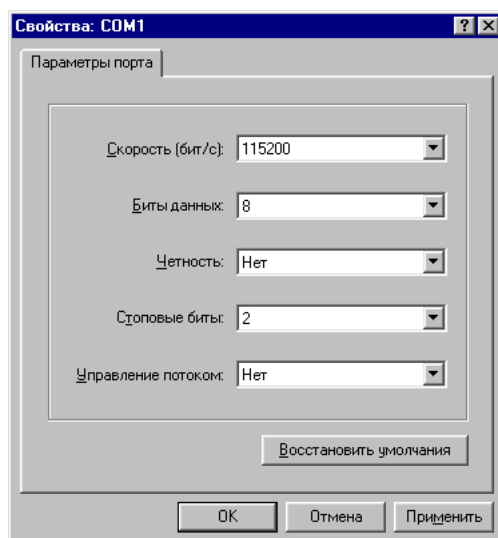 Свойства: COM1
Параметры порта
Скорость (бит/с): 115200
Биты данных: 8
Четность: Нет
Стоповые биты: 2
Управление потоком: Нет
Восстановить умолчания
OK Отмена Применить